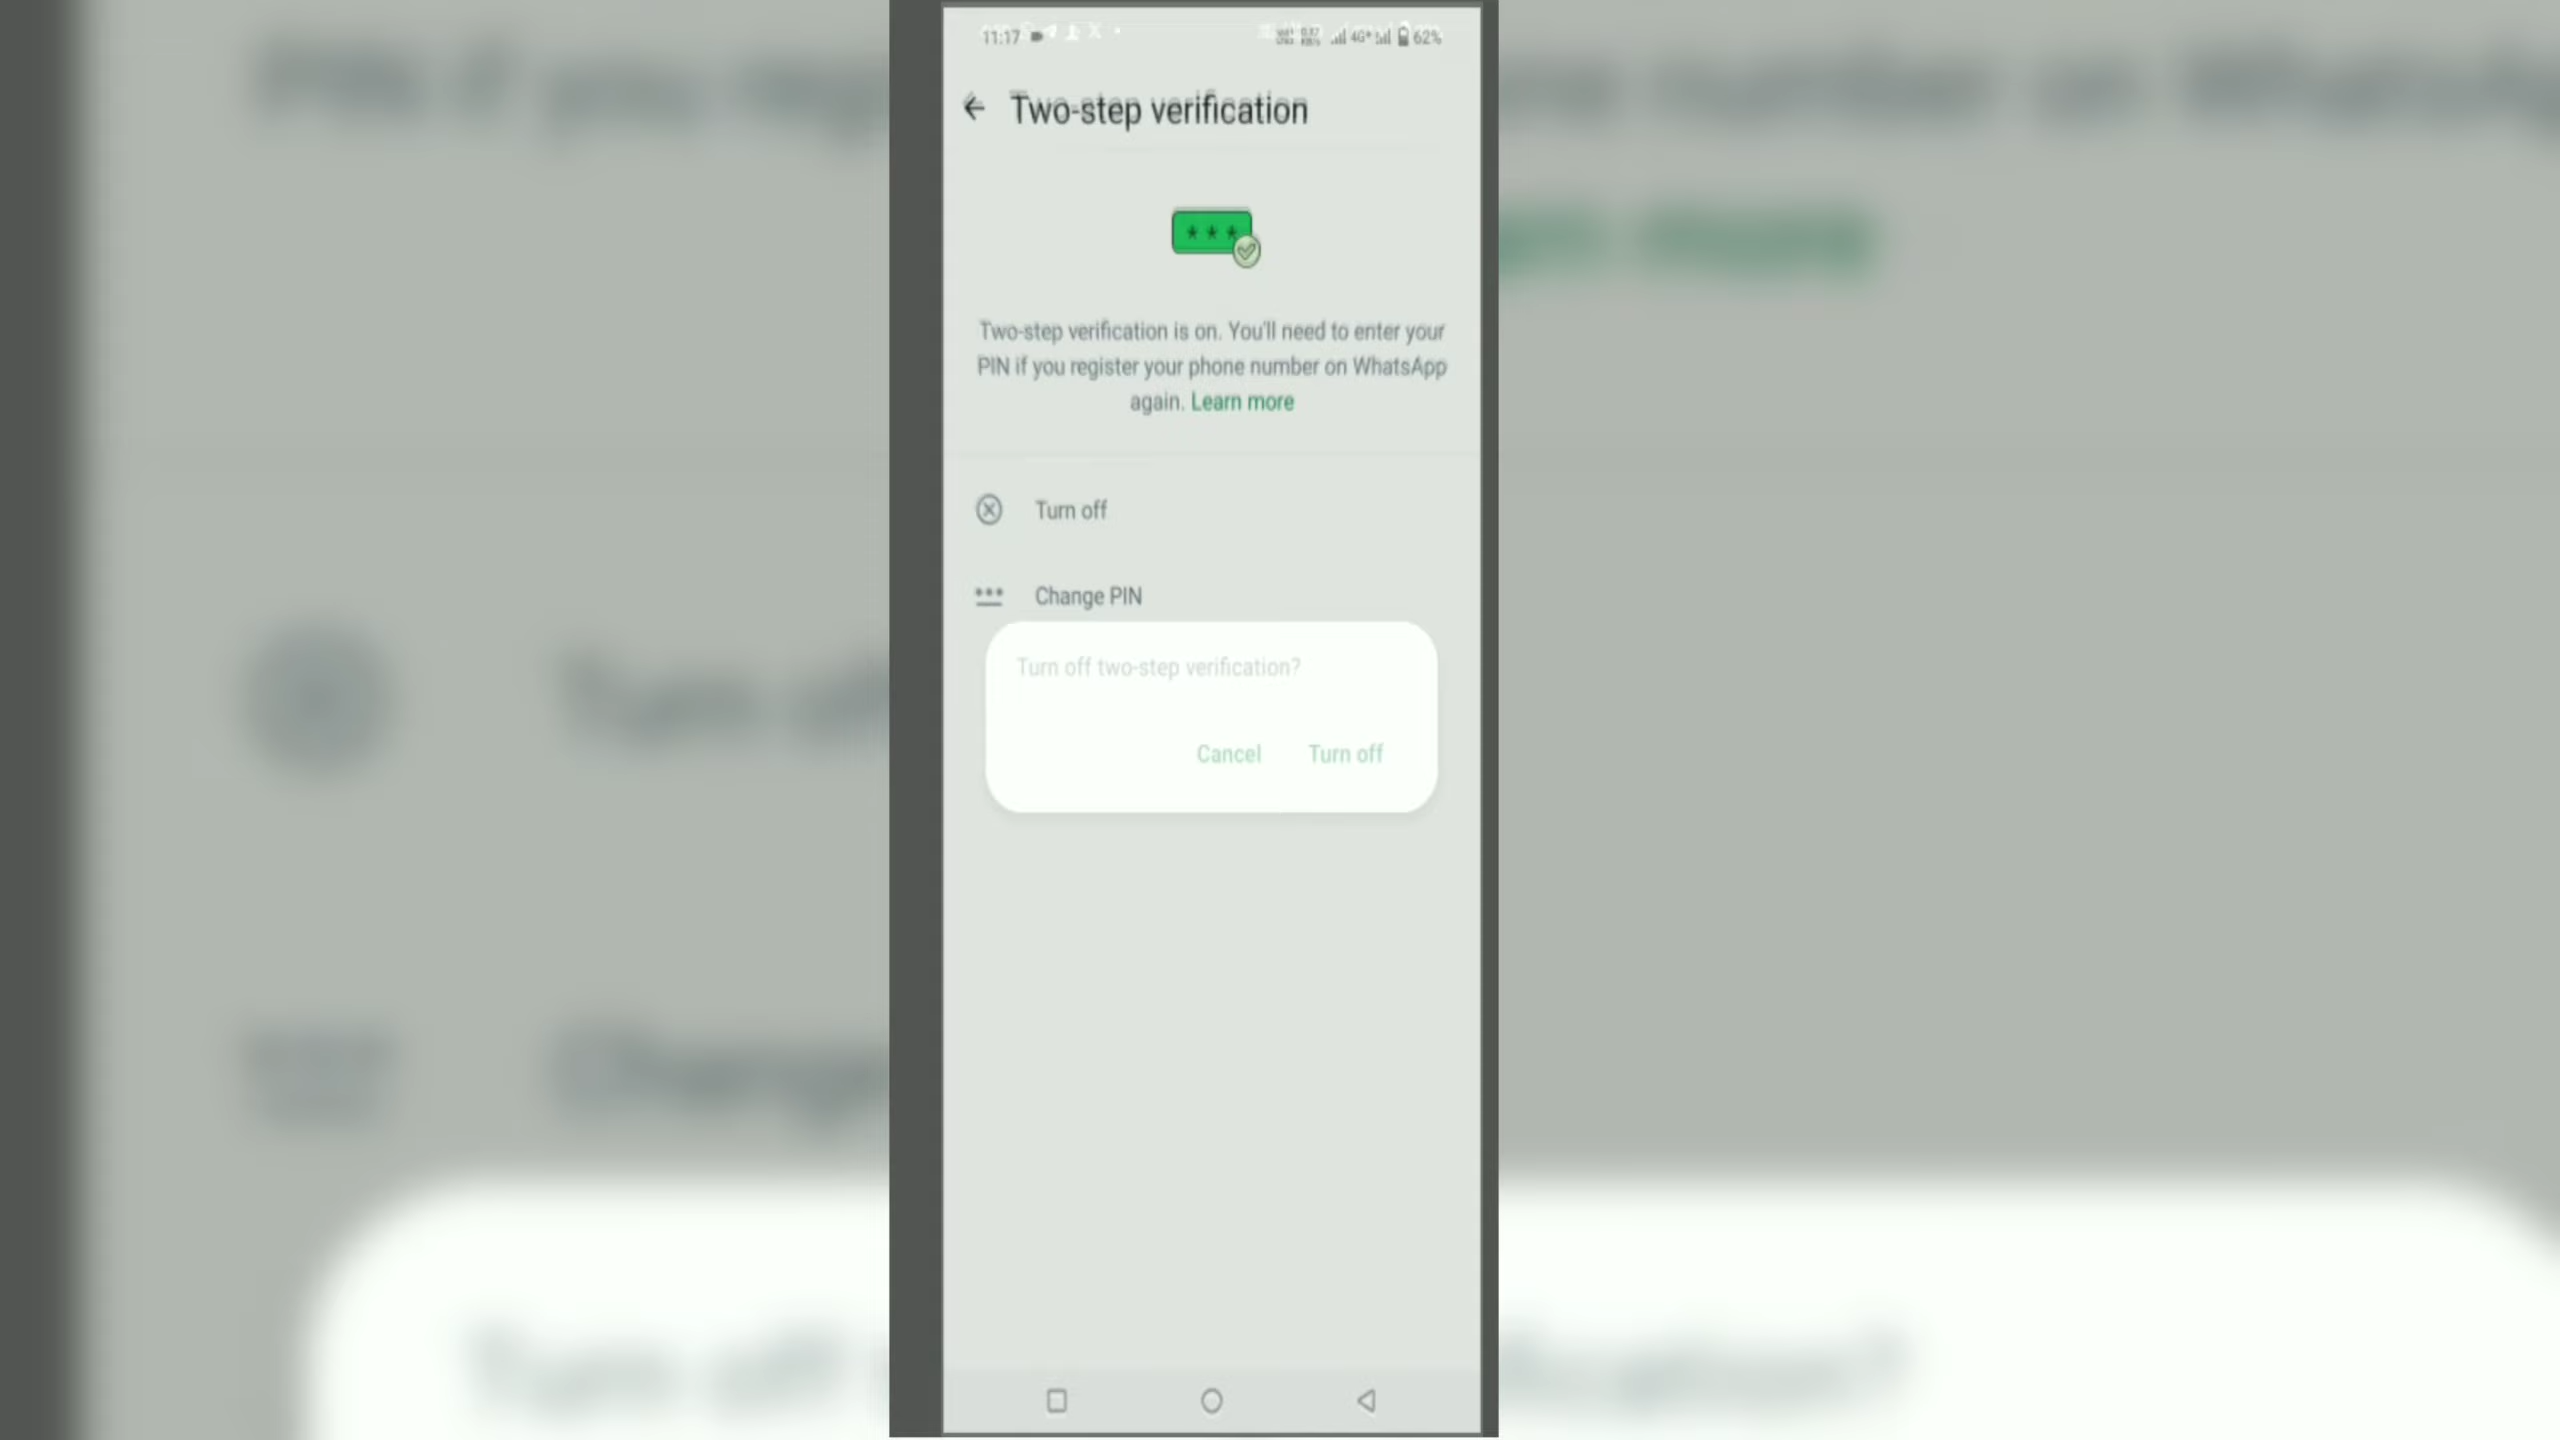 11:17
4G+ 62%
Two-step verification
***
Two-step verification is on. You'll need to enter your
PIN if you register your phone number on WhatsApp
again. Learn more
Turn off
Change PIN
Turn off two-step verification?
Cancel Turn off